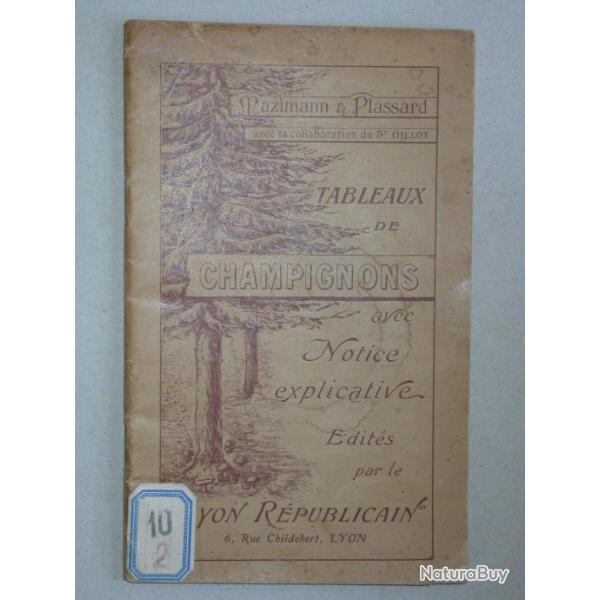 Mazimann & Plassard
avec la collaboration du Dr GILLOT
TABLEAUX
DE
CHAMPIGNONS
avec
Notice
explicative
Edités
par le
YON RÉPUBLICAIN"
6, Rue Childebert, LYON
10
2
NaturaBuy